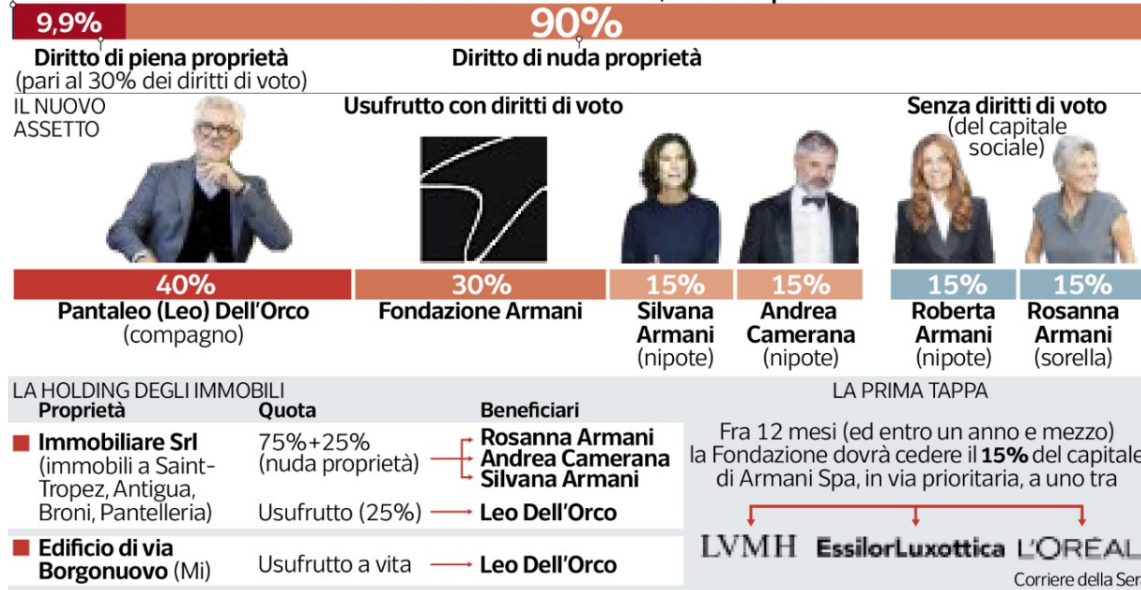 9,9%
90%
Diritto di piena proprietà
(pari al 30% dei diritti di voto)
Diritto di nuda proprietà
IL NUOVO
ASSETTO
Usufrutto con diritti di voto
Senza diritti di voto
(del capitale
sociale)
40%
30%
15%
15%
15%
15%
Pantaleo (Leo) Dell'Orco
(compagno)
Fondazione Armani
Silvana
Armani
(nipote)
Andrea
Camerana
(nipote)
Roberta
Armani
(nipote)
Rosanna
Armani
(sorella)
LA HOLDING DEGLI IMMOBILI
Proprietà
Quota
Beneficiari
Immobiliare Srl
(immobili a Saint-
Tropez, Antigua,
Broni, Pantelleria)
75%+25%
(nuda proprietà)
Rosanna Armani
Andrea Camerana
Silvana Armani
Usufrutto (25%)
Leo Dell'Orco
Edificio di via
Borgonuovo (Mi)
Usufrutto a vita
Leo Dell'Orco
LA PRIMA TAPPA
Fra 12 mesi (ed entro un anno e mezzo)
la Fondazione dovrà cedere il 15% del capitale
di Armani Spa, in via prioritaria, a uno tra
LVMH
EssilorLuxottica
L'ORÉAL
Corriere della Sera